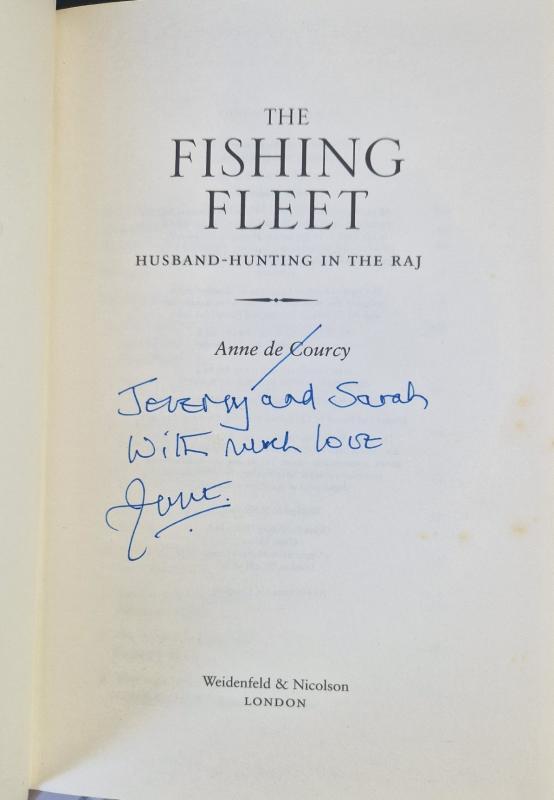 THE
FISHING
FLEET
HUSBAND-HUNTING IN THE RAJ
Anne de Courcy
Jeremy and Sarah
With much love
Anne.
Weidenfeld & Nicolson
LONDON